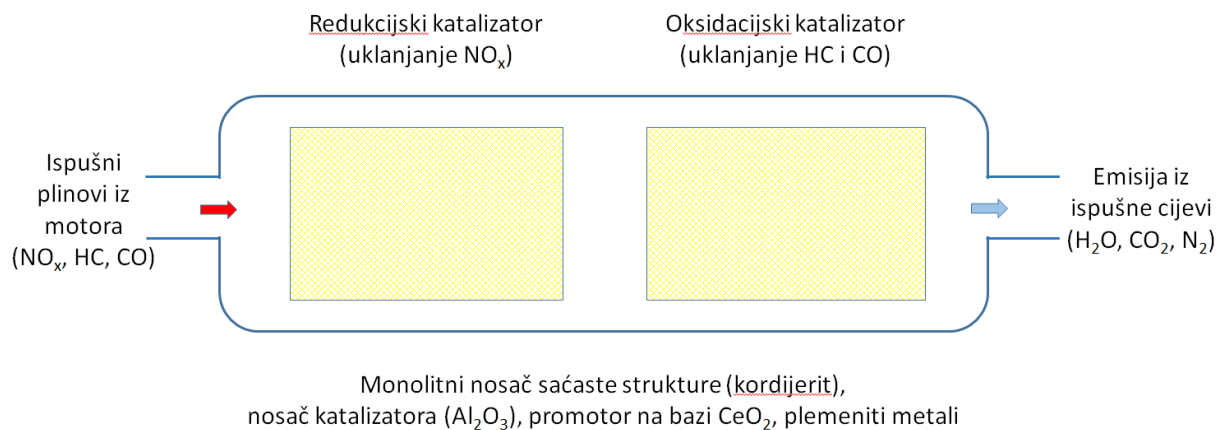 Redukcijski katalizator
(uklanjanje NOₓ)
Oksidacijski katalizator
(uklanjanje HC i CO)
Ispušni
plinovi iz
motora
(NOₓ, HC, CO)
Emisija iz
ispušne cijevi
(H₂O, CO₂, N₂)
Monolitni nosač saćaste strukture (kordijerit),
nosač katalizatora (Al₂O₃), promotor na bazi CeO₂, plemeniti metali